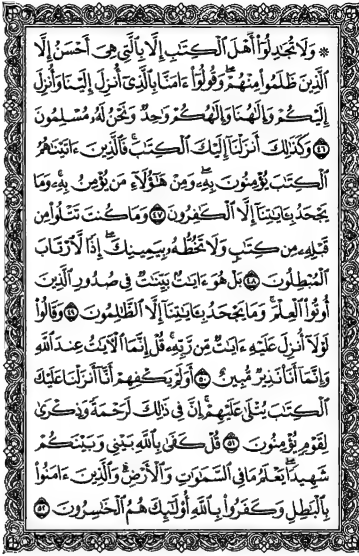 ۞ وَلَا تُجَٰدِلُوٓا۟ أَهْلَ ٱلْكِتَٰبِ إِلَّا بِٱلَّتِى هِىَ أَحْسَنُ إِلَّا
ٱلَّذِينَ ظَلَمُوا۟ مِنْهُمْ ۖ وَقُولُوٓا۟ ءَامَنَّا بِٱلَّذِىٓ أُنزِلَ إِلَيْنَا وَأُنزِلَ
إِلَيْكُمْ وَإِلَٰهُنَا وَإِلَٰهُكُمْ وَٰحِدٌ وَنَحْنُ لَهُۥ مُسْلِمُونَ
﴿٤٦﴾ وَكَذَٰلِكَ أَنزَلْنَآ إِلَيْكَ ٱلْكِتَٰبَ ۚ فَٱلَّذِينَ ءَاتَيْنَٰهُمُ
ٱلْكِتَٰبَ يُؤْمِنُونَ بِهِۦ ۖ وَمِنْ هَٰٓؤُلَآءِ مَن يُؤْمِنُ بِهِۦ ۚ وَمَا
يَجْحَدُ بِـَٔايَٰتِنَآ إِلَّا ٱلْكَٰفِرُونَ ﴿٤٧﴾ وَمَا كُنتَ تَتْلُوا۟ مِن
قَبْلِهِۦ مِن كِتَٰبٍ وَلَا تَخُطُّهُۥ بِيَمِينِكَ ۖ إِذًا لَّٱرْتَابَ
ٱلْمُبْطِلُونَ ﴿٤٨﴾ بَلْ هُوَ ءَايَٰتٌۢ بَيِّنَٰتٌ فِى صُدُورِ ٱلَّذِينَ
أُوتُوا۟ ٱلْعِلْمَ ۚ وَمَا يَجْحَدُ بِـَٔايَٰتِنَآ إِلَّا ٱلظَّٰلِمُونَ ﴿٤٩﴾ وَقَالُوا۟
لَوْلَآ أُنزِلَ عَلَيْهِ ءَايَٰتٌ مِّن رَّبِّهِۦ ۖ قُلْ إِنَّمَا ٱلْءَايَٰتُ عِندَ ٱللَّهِ
وَإِنَّمَآ أَنَا۠ نَذِيرٌ مُّبِينٌ ﴿٥٠﴾ أَوَلَمْ يَكْفِهِمْ أَنَّآ أَنزَلْنَا عَلَيْكَ
ٱلْكِتَٰبَ يُتْلَىٰ عَلَيْهِمْ ۚ إِنَّ فِى ذَٰلِكَ لَرَحْمَةً وَذِكْرَىٰ
لِقَوْمٍ يُؤْمِنُونَ ﴿٥١﴾ قُلْ كَفَىٰ بِٱللَّهِ بَيْنِى وَبَيْنَكُمْ
شَهِيدًا ۖ يَعْلَمُ مَا فِى ٱلسَّمَٰوَٰتِ وَٱلْأَرْضِ ۗ وَٱلَّذِينَ ءَامَنُوا۟
بِٱلْبَٰطِلِ وَكَفَرُوا۟ بِٱللَّهِ أُو۟لَٰٓئِكَ هُمُ ٱلْخَٰسِرُونَ ﴿٥٢﴾